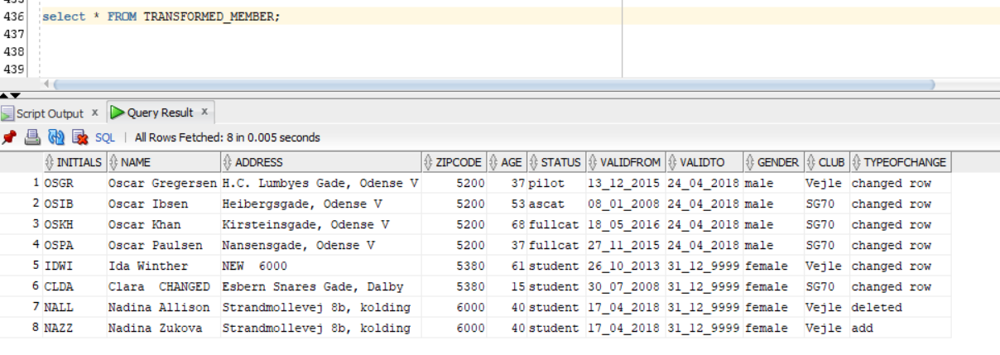 436 select * FROM TRANSFORMED_MEMBER;
437
438
439
Script Output x Query Result x
SQL | All Rows Fetched: 8 in 0.005 seconds
INITIALS NAME ADDRESS ZIPCODE AGE STATUS VALIDFROM VALIDTO GENDER CLUB TYPEOFCHANGE
1 OSGR Oscar Gregersen H.C. Lumbyes Gade, Odense V 5200 37 pilot 13_12_2015 24_04_2018 male Vejle changed row
2 OSIB Oscar Ibsen Heibergsgade, Odense V 5200 53 ascat 08_01_2008 24_04_2018 male SG70 changed row
3 OSKH Oscar Khan Kirsteinsgade, Odense V 5200 68 fullcat 18_05_2016 24_04_2018 male SG70 changed row
4 OSPA Oscar Paulsen Nansensgade, Odense V 5200 37 fullcat 27_11_2015 24_04_2018 male SG70 changed row
5 IDWI Ida Winther NEW  6000 5380 61 student 26_10_2013 31_12_9999 female Vejle changed row
6 CLDA Clara  CHANGED Esbern Snares Gade, Dalby 5380 15 student 30_07_2008 31_12_9999 female SG70 changed row
7 NALL Nadina Allison Strandmollevej 8b, kolding 6000 40 student 17_04_2018 31_12_9999 female Vejle deleted
8 NAZZ Nadina Zukova Strandmollevej 8b, kolding 6000 40 student 17_04_2018 31_12_9999 female Vejle add